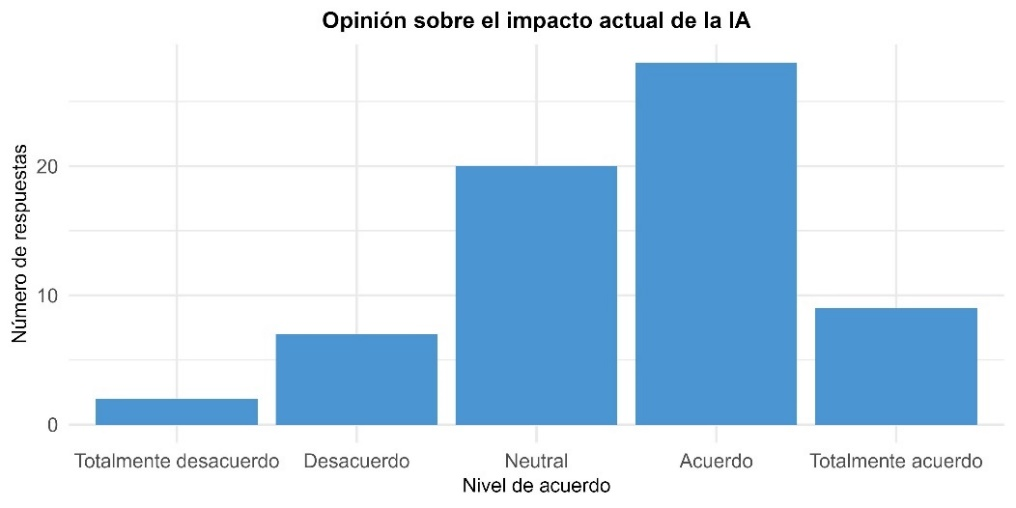 Opinión sobre el impacto actual de la IA
Número de respuestas
20
10
0
Totalmente desacuerdo Desacuerdo Neutral Acuerdo Totalmente acuerdo
Nivel de acuerdo